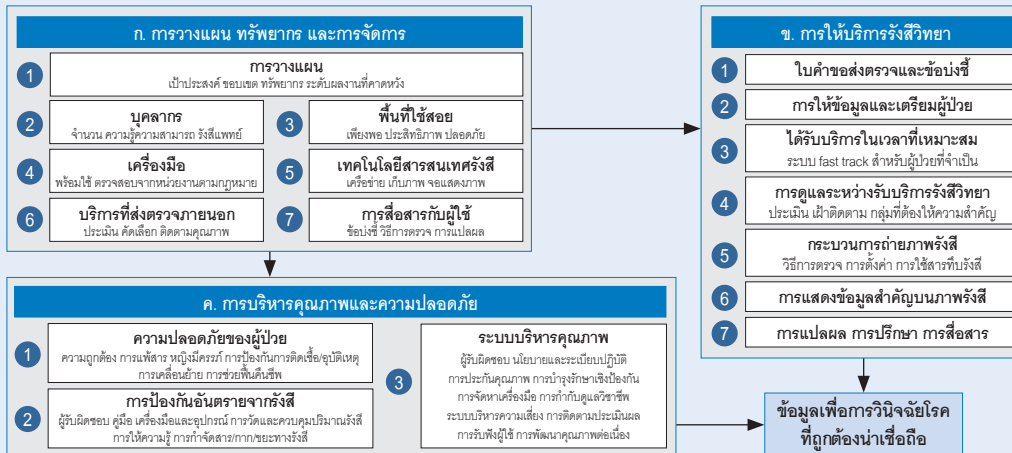 ก. การวางแผน ทรัพยากร และการจัดการ
1
การวางแผน
เป้าประสงค์ ขอบเขต ทรัพยากร ระดับผลงานที่คาดหวัง
2
บุคลากร
จำนวน ความรู้ความสามารถ รังสีแพทย์
3
พื้นที่ใช้สอย
เพียงพอ ประสิทธิภาพ ปลอดภัย
4
เครื่องมือ
พร้อมใช้ ตรวจสอบจากหน่วยงานตามกฎหมาย
5
เทคโนโลยีสารสนเทศรังสี
เครือข่าย เก็บภาพ จอแสดงภาพ
6
บริการที่ส่งตรวจภายนอก
ประเมิน คัดเลือก ติดตามคุณภาพ
7
การสื่อสารกับผู้ใช้
ข้อบ่งชี้ วิธีการตรวจ การแปลผล
ข. การให้บริการรังสีวิทยา
1
ใบคำขอส่งตรวจและข้อบ่งชี้
2
การให้ข้อมูลและเตรียมผู้ป่วย
3
ได้รับบริการในเวลาที่เหมาะสม
ระบบ fast track สำหรับผู้ป่วยที่จำเป็น
4
การดูแลระหว่างรับบริการรังสีวิทยา
ประเมิน เฝ้าติดตาม กลุ่มที่ต้องให้ความสำคัญ
5
กระบวนการถ่ายภาพรังสี
วิธีการตรวจ การตั้งค่า การใช้สารทึบรังสี
6
การแสดงข้อมูลสำคัญบนภาพรังสี
7
การแปลผล การปรึกษา การสื่อสาร
ค. การบริหารคุณภาพและความปลอดภัย
1
ความปลอดภัยของผู้ป่วย
ความถูกต้อง การแพ้สาร หญิงมีครรภ์ การป้องกันการติดเชื้อ/อุบัติเหตุ
การเคลื่อนย้าย การช่วยฟื้นคืนชีพ
2
การป้องกันอันตรายจากรังสี
ผู้รับผิดชอบ คู่มือ เครื่องมือและอุปกรณ์ การวัดและควบคุมปริมาณรังสี
การให้ความรู้ การกำจัดสาร/กาก/ขยะทางรังสี
3
ระบบบริหารคุณภาพ
ผู้รับผิดชอบ นโยบายและระเบียบปฏิบัติ
การประกันคุณภาพ การบำรุงรักษาเชิงป้องกัน
การจัดหาเครื่องมือ การกำกับดูแลวิชาชีพ
ระบบบริหารความเสี่ยง การติดตามประเมินผล
การรับฟังผู้ใช้ การพัฒนาคุณภาพต่อเนื่อง
ข้อมูลเพื่อการวินิจฉัยโรค
ที่ถูกต้องน่าเชื่อถือ